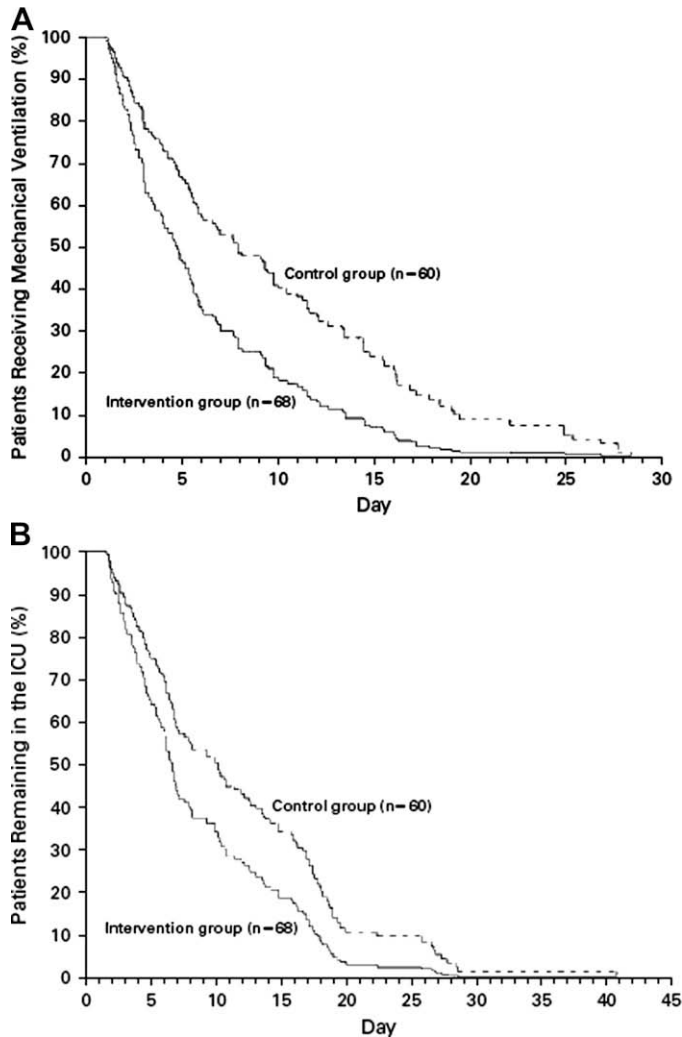 A
Patients Receiving Mechanical Ventilation (%)
100
90
80
70
60
50
40
30
20
10
0
Control group (n=60)
Intervention group (n=68)
0 5 10 15 20 25 30
Day
B
Patients Remaining in the ICU (%)
100
90
80
70
60
50
40
30
20
10
0
Control group (n=60)
Intervention group (n=68)
0 5 10 15 20 25 30 35 40 45
Day